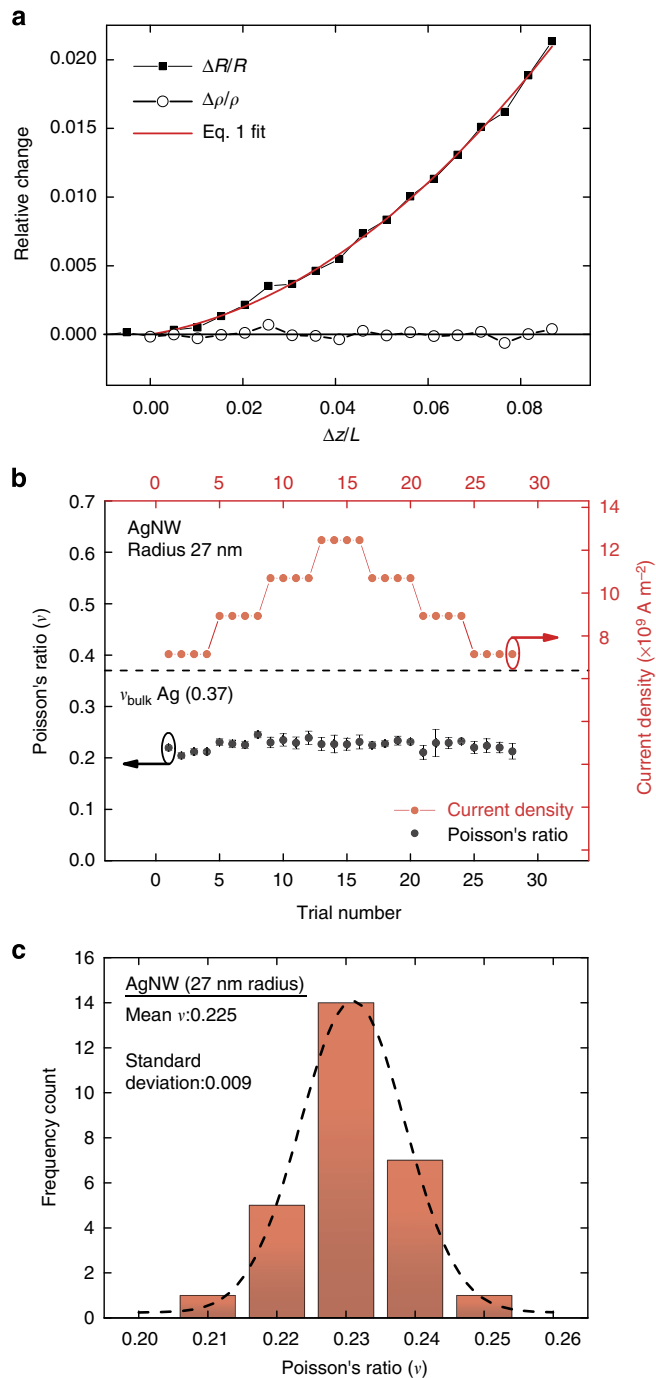 a
0.020
0.015
0.010
0.005
0.000
Relative change
ΔR/R
Δρ/ρ
Eq. 1 fit
0.00 0.02 0.04 0.06 0.08
Δz/L
b
0 5 10 15 20 25 30
0.7
0.6
0.5
0.4
0.3
0.2
0.1
0.0
Poisson's ratio (ν)
AgNW
Radius 27 nm
νbulk Ag (0.37)
14
12
10
8
Current density (×10⁹ A m⁻²)
Current density
Poisson's ratio
0 5 10 15 20 25 30
Trial number
c
16
14
12
10
8
6
4
2
0
Frequency count
AgNW (27 nm radius)
Mean ν:0.225
Standard
deviation:0.009
0.20 0.21 0.22 0.23 0.24 0.25 0.26
Poisson's ratio (ν)